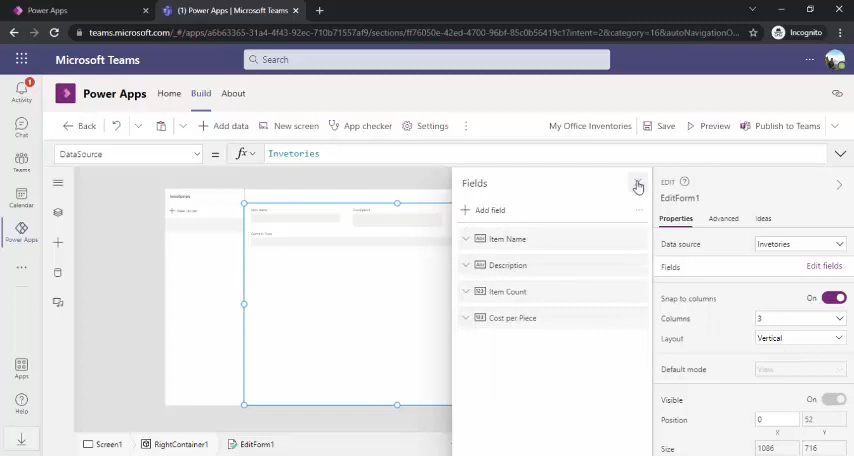 Power Apps
(1) Power Apps | Microsoft Teams
teams.microsoft.com/_#/apps/a6b63365-31a4-4f43-92ec-710b71557af9/sections/ff76050e-42ed-4700-96bf-85c0b56419c1?intent=2&category=16&autoNavigationO...
Incognito
Microsoft Teams
Search
Activity
Chat
Teams
Calendar
Power Apps
Apps
Help
Power Apps
Home
Build
About
Back
Add data
New screen
App checker
Settings
My Office Inventories
Save
Preview
Publish to Teams
DataSource
= fx
Invetories
Item Name
Fields
Add field
Item Name
Description
Item Count
Cost per Piece
EDIT
EditForm1
Properties
Advanced
Ideas
Data source
Invetories
Fields
Edit fields
Snap to columns
On
Columns
3
Layout
Vertical
Default mode
View
Visible
On
Position
0
52
X
Y
Size
1086
716
Screen1
RightContainer1
EditForm1